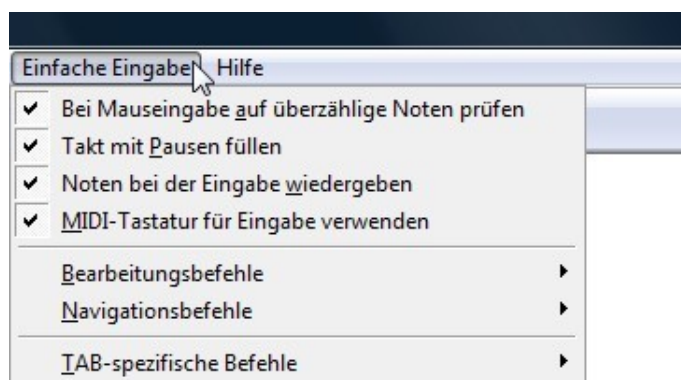 Einfache Eingabe Hilfe
Bei Mauseingabe auf überzählige Noten prüfen
Takt mit Pausen füllen
Noten bei der Eingabe wiedergeben
MIDI-Tastatur für Eingabe verwenden
Bearbeitungsbefehle
Navigationsbefehle
TAB-spezifische Befehle